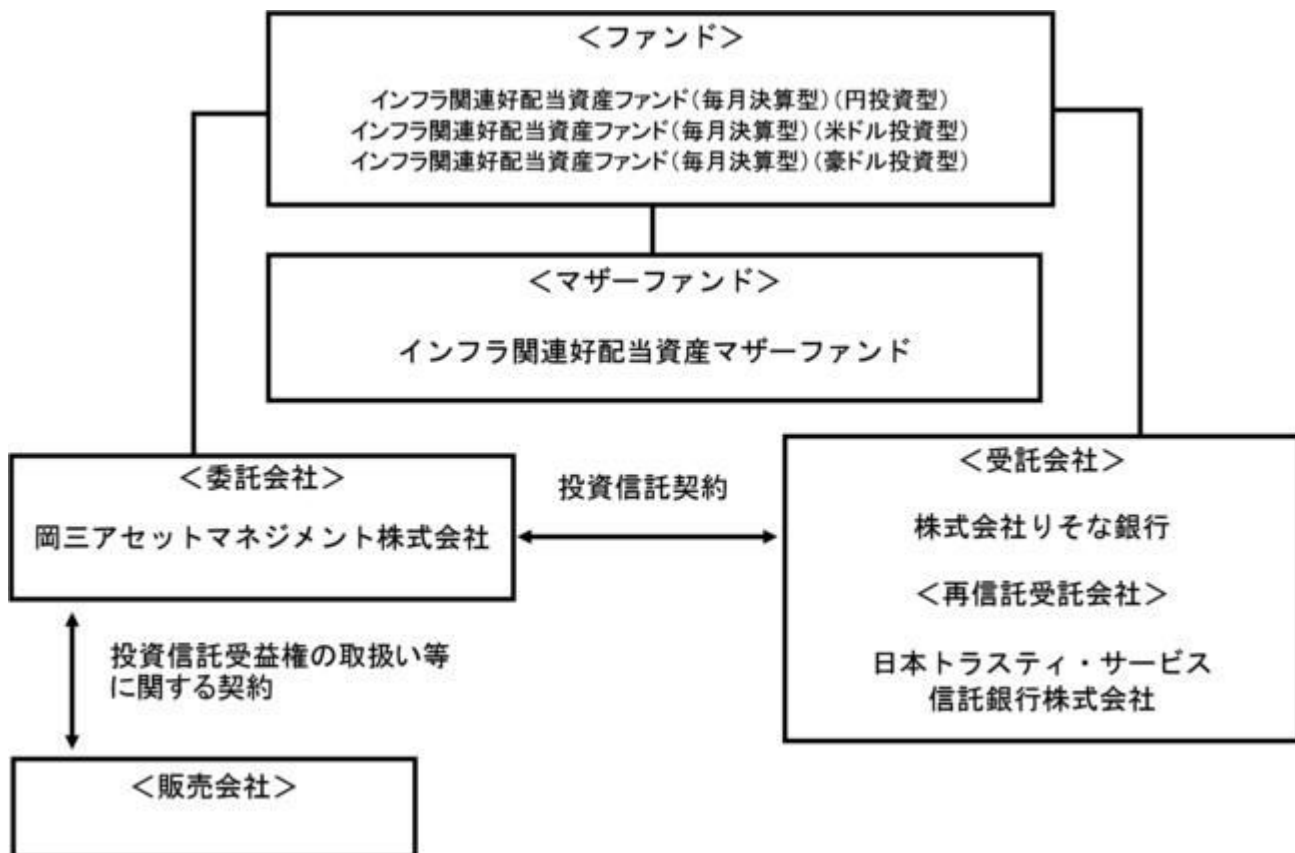 ＜ファンド＞
インフラ関連好配当資産ファンド（毎月決算型）（円投資型）
インフラ関連好配当資産ファンド（毎月決算型）（米ドル投資型）
インフラ関連好配当資産ファンド（毎月決算型）（豪ドル投資型）
＜マザーファンド＞
インフラ関連好配当資産マザーファンド
＜委託会社＞
岡三アセットマネジメント株式会社
投資信託契約
＜受託会社＞
株式会社りそな銀行
＜再信託受託会社＞
日本トラスティ・サービス
信託銀行株式会社
投資信託受益権の取扱い等
に関する契約
＜販売会社＞